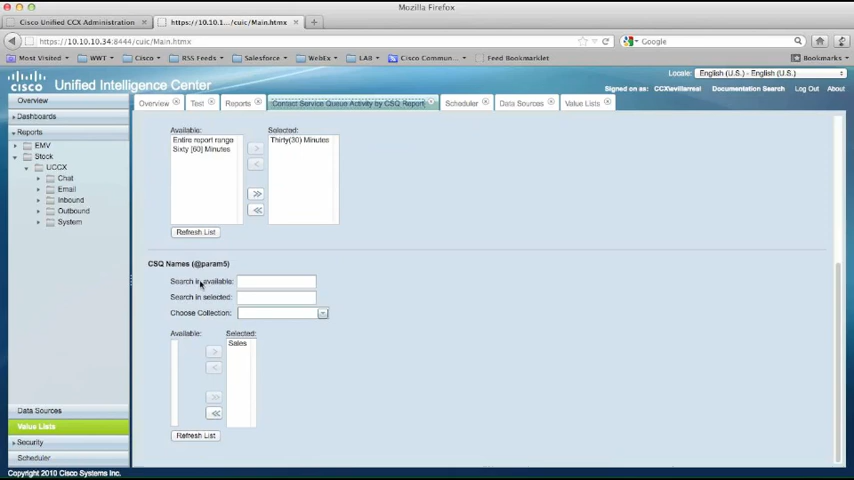 Mozilla Firefox
Cisco Unified CCX Administration
https://10.10.1...y/cuic/Main.htmx
https://10.10.10.34:8444/cuic/Main.htmx
Google
Most Visited
WWT
Cisco
RSS Feeds
Salesforce
WebEx
LAB
Cisco Commun...
Feed Bookmarklet
Bookmarks
cisco
Unified Intelligence Center
Locale: English (U.S.) - English (U.S.)
Signed on as: CCX\evillarreal
Documentation Search
Log Out
About
Overview
Test
Reports
Contact Service Queue Activity by CSQ Report
Scheduler
Data Sources
Value Lists
Overview
Dashboards
Reports
EMV
Stock
UCCX
Chat
Email
Inbound
Outbound
System
Data Sources
Value Lists
Security
Scheduler
Available:
Selected:
Entire report range
Sixty [60] Minutes
Thirty(30) Minutes
>
<
>>
<<
Refresh List
CSQ Names (@param5)
Search in available:
Search in selected:
Choose Collection:
Available:
Selected:
Sales
>
<
>>
<<
Refresh List
Copyright 2010 Cisco Systems Inc.